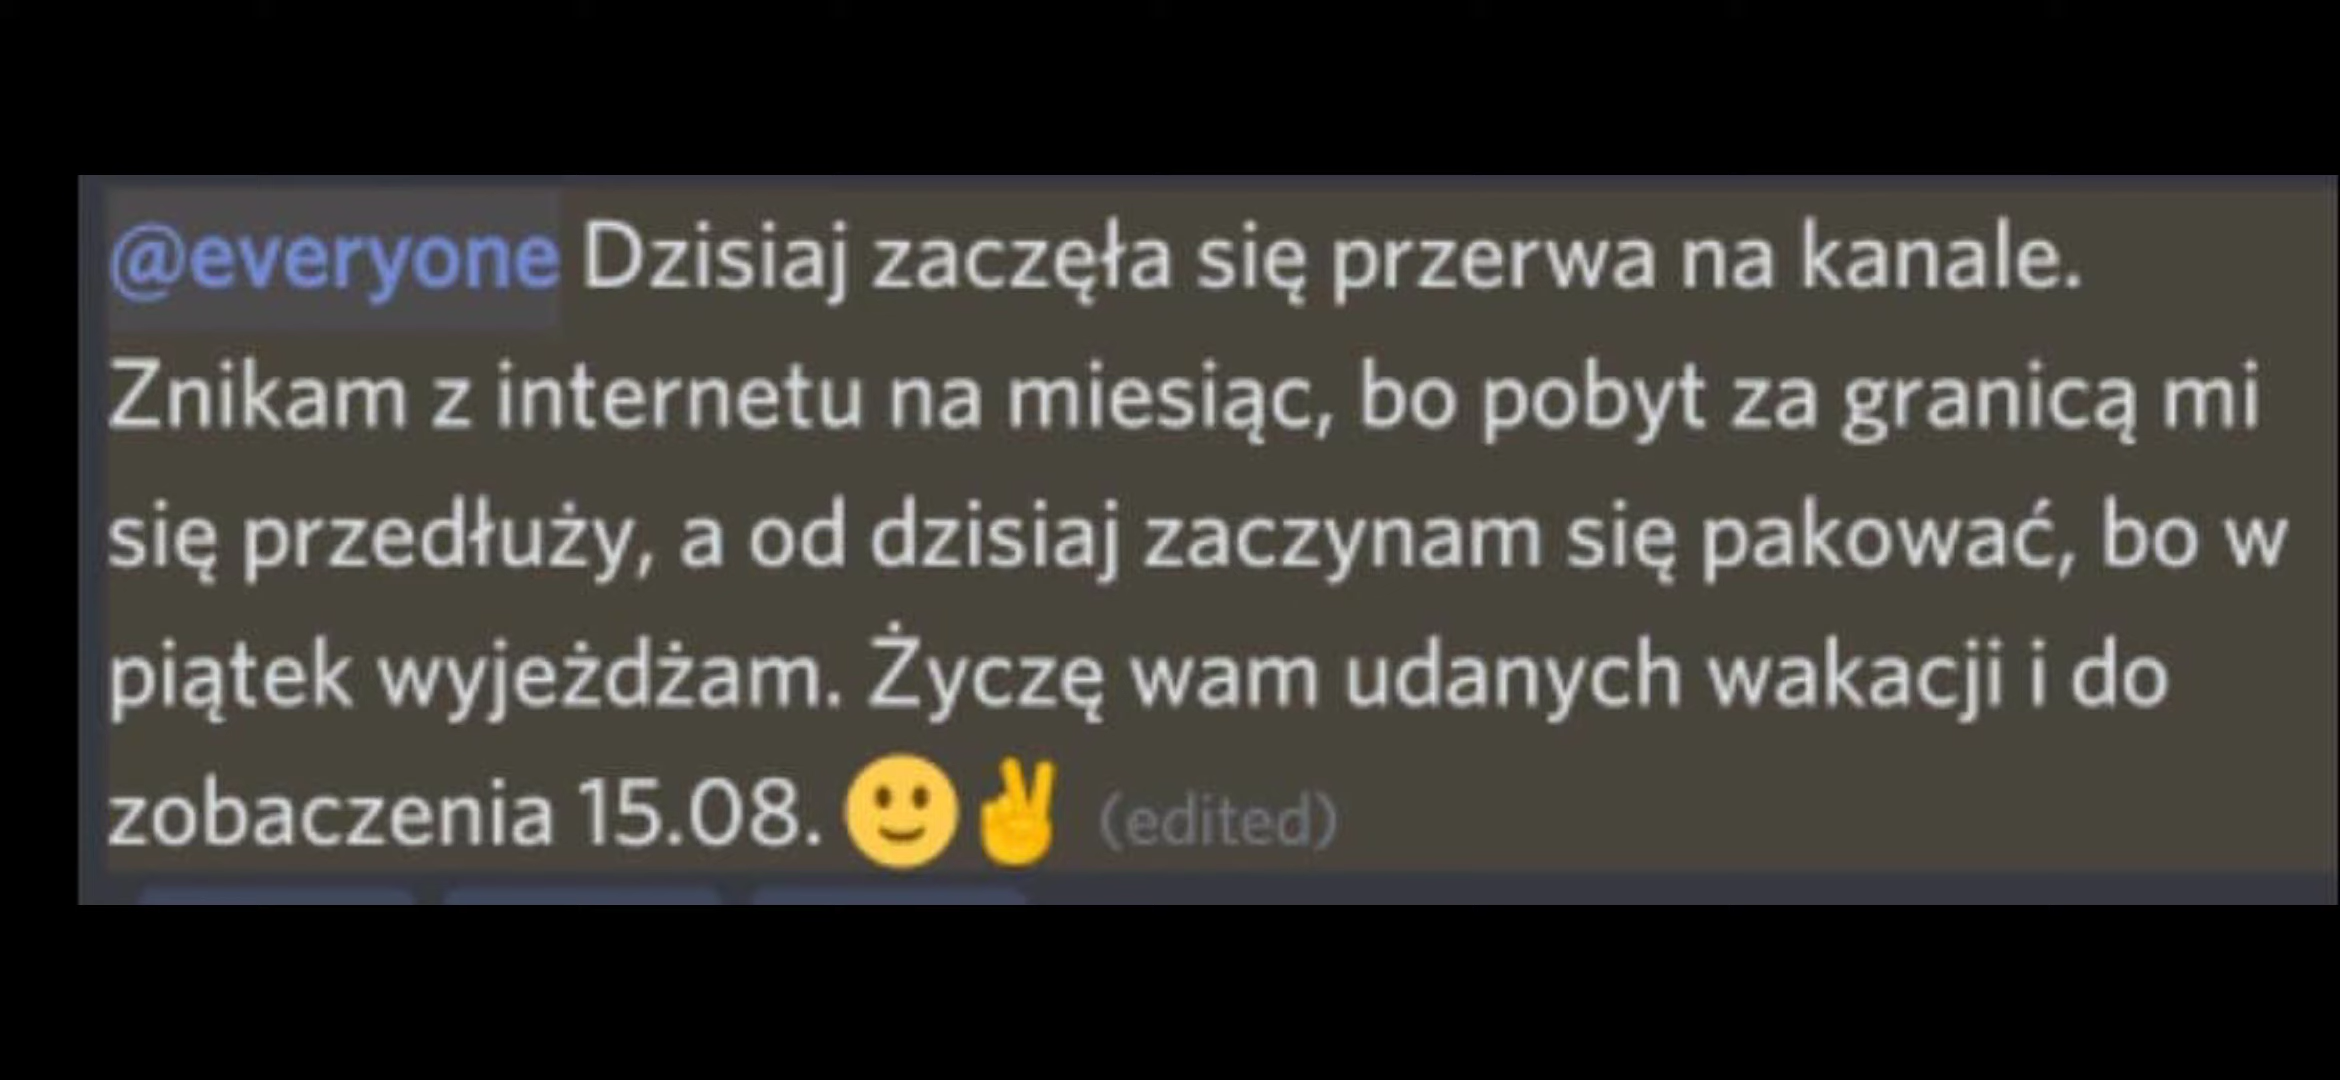 @everyone Dzisiaj zaczęła się przerwa na kanale.
Znikam z internetu na miesiąc, bo pobyt za granicą mi
się przedłuży, a od dzisiaj zaczynam się pakować, bo w
piątek wyjeżdżam. Życzę wam udanych wakacji i do
zobaczenia 15.08. 🙂✌ (edited)